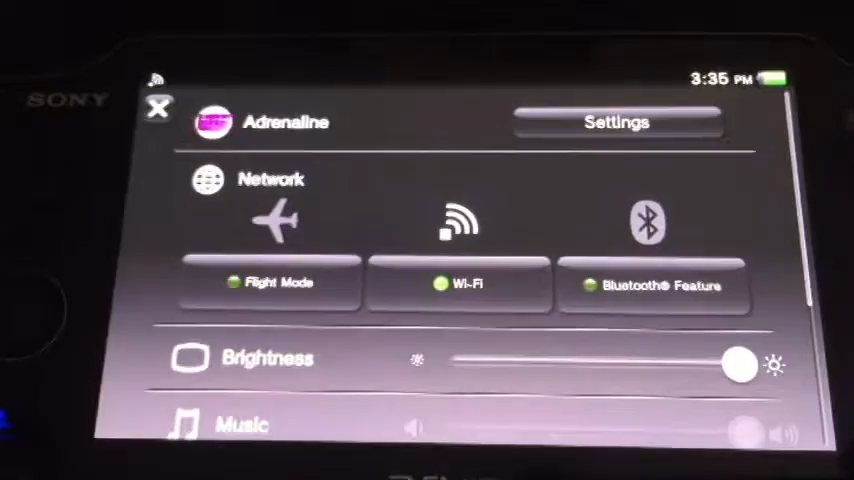 3:35 PM
SONY
Adrenaline
Settings
Network
Flight Mode
Wi-Fi
Bluetooth® Feature
Brightness
Music